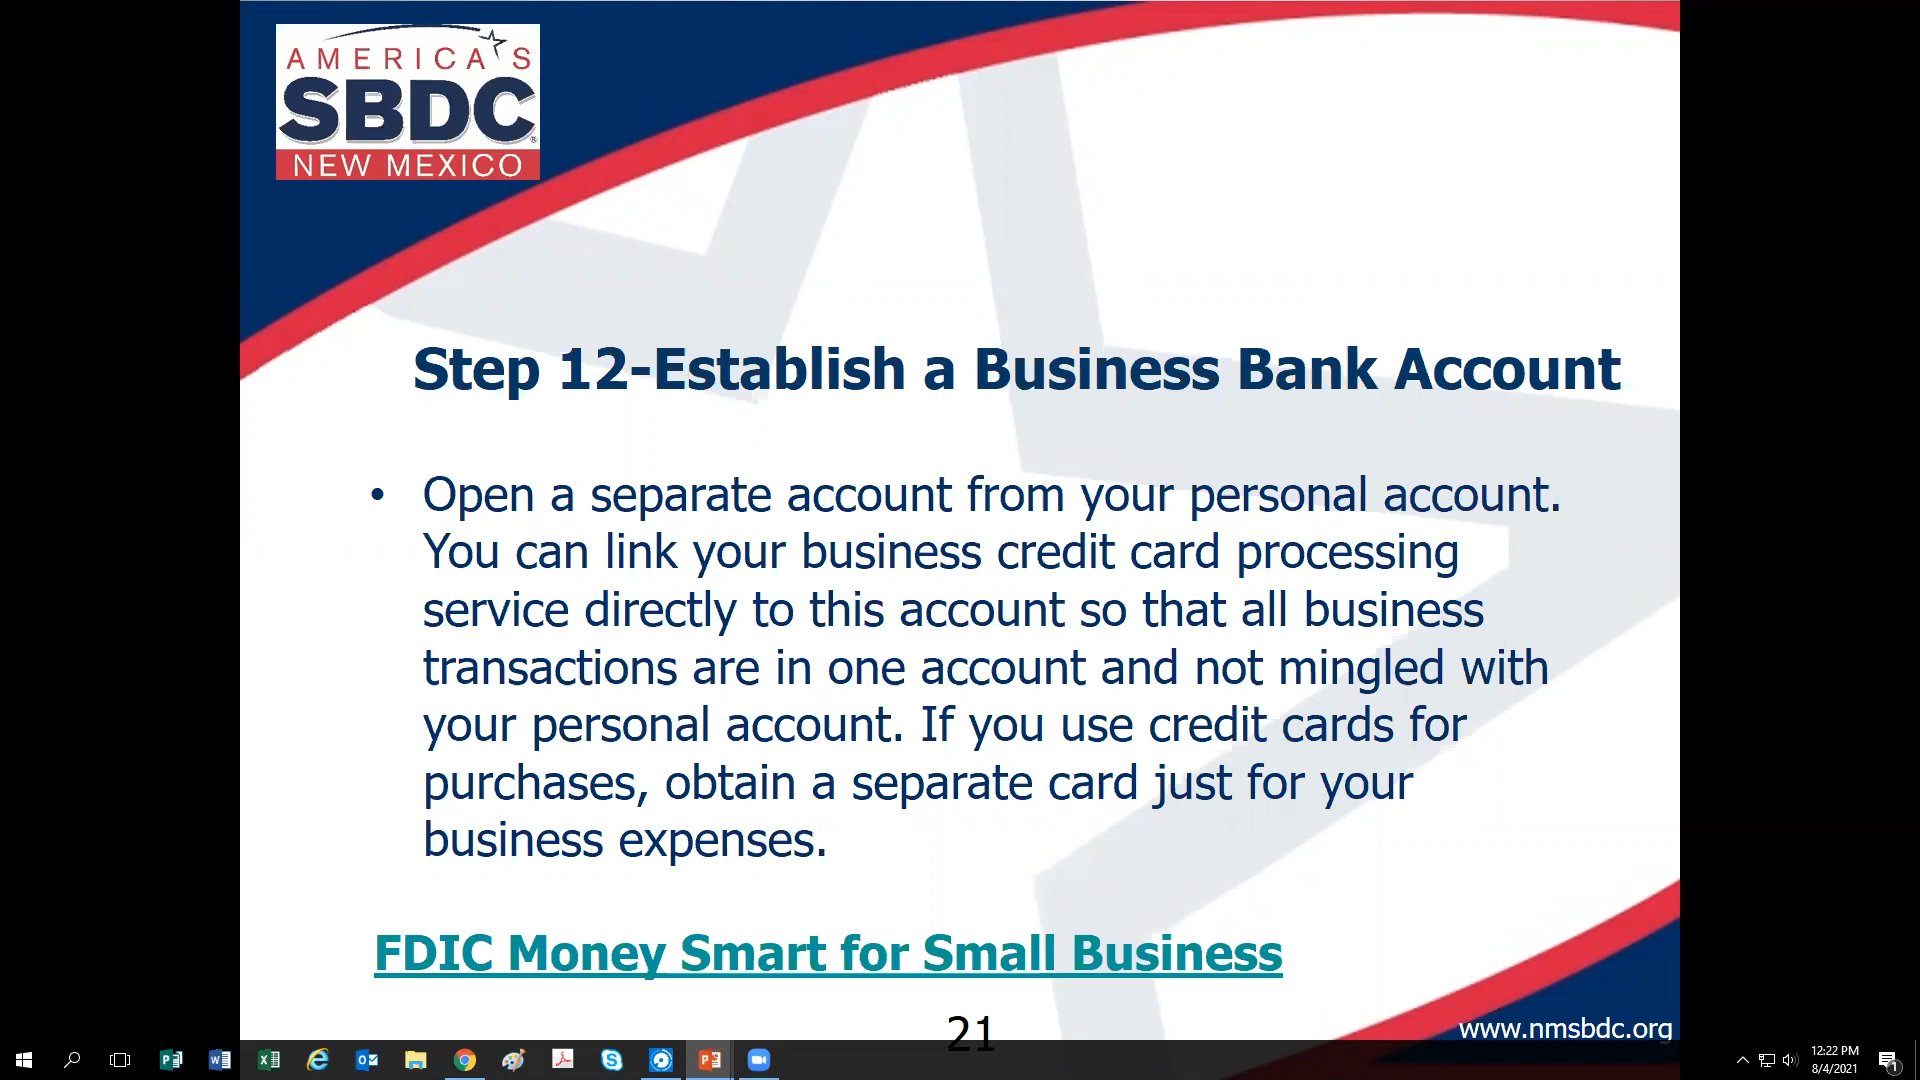 AMERICA'S
SBDC
NEW MEXICO
Step 12-Establish a Business Bank Account
• Open a separate account from your personal account.
You can link your business credit card processing
service directly to this account so that all business
transactions are in one account and not mingled with
your personal account. If you use credit cards for
purchases, obtain a separate card just for your
business expenses.
FDIC Money Smart for Small Business
21
www.nmsbdc.org
12:22 PM
8/4/2021